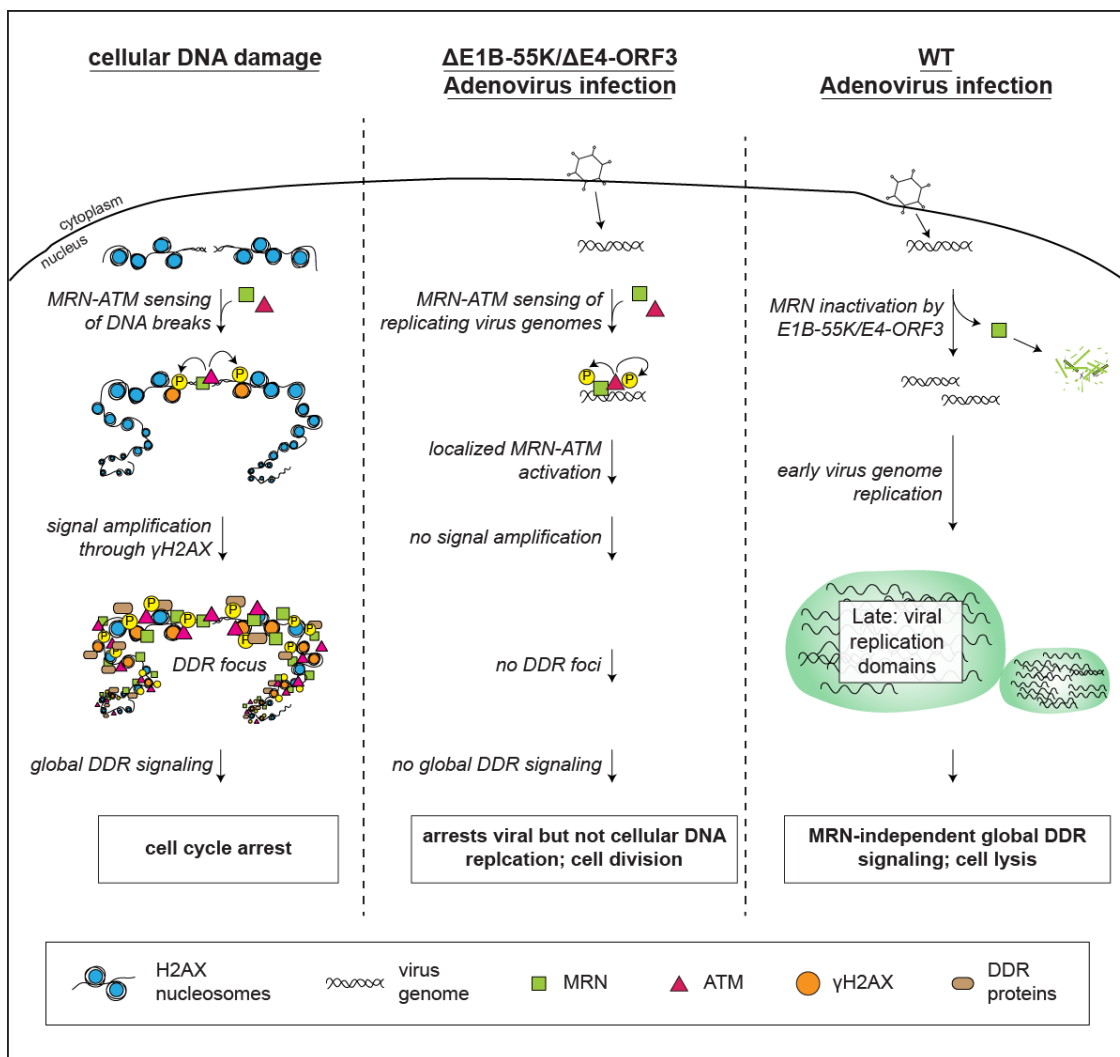 cellular DNA damage
ΔE1B-55K/ΔE4-ORF3
Adenovirus infection
WT
Adenovirus infection
cytoplasm
nucleus
MRN-ATM sensing
of DNA breaks
P
P
signal amplification
through γH2AX
P
P
P
P
P
P
P
DDR focus
global DDR signaling
cell cycle arrest
MRN-ATM sensing of
replicating virus genomes
P
P
localized MRN-ATM
activation
no signal amplification
no DDR foci
no global DDR signaling
arrests viral but not cellular DNA
replcation; cell division
MRN inactivation by
E1B-55K/E4-ORF3
early virus genome
replication
Late: viral
replication
domains
MRN-independent global DDR
signaling; cell lysis
H2AX
nucleosomes
virus
genome
MRN
ATM
γH2AX
DDR
proteins